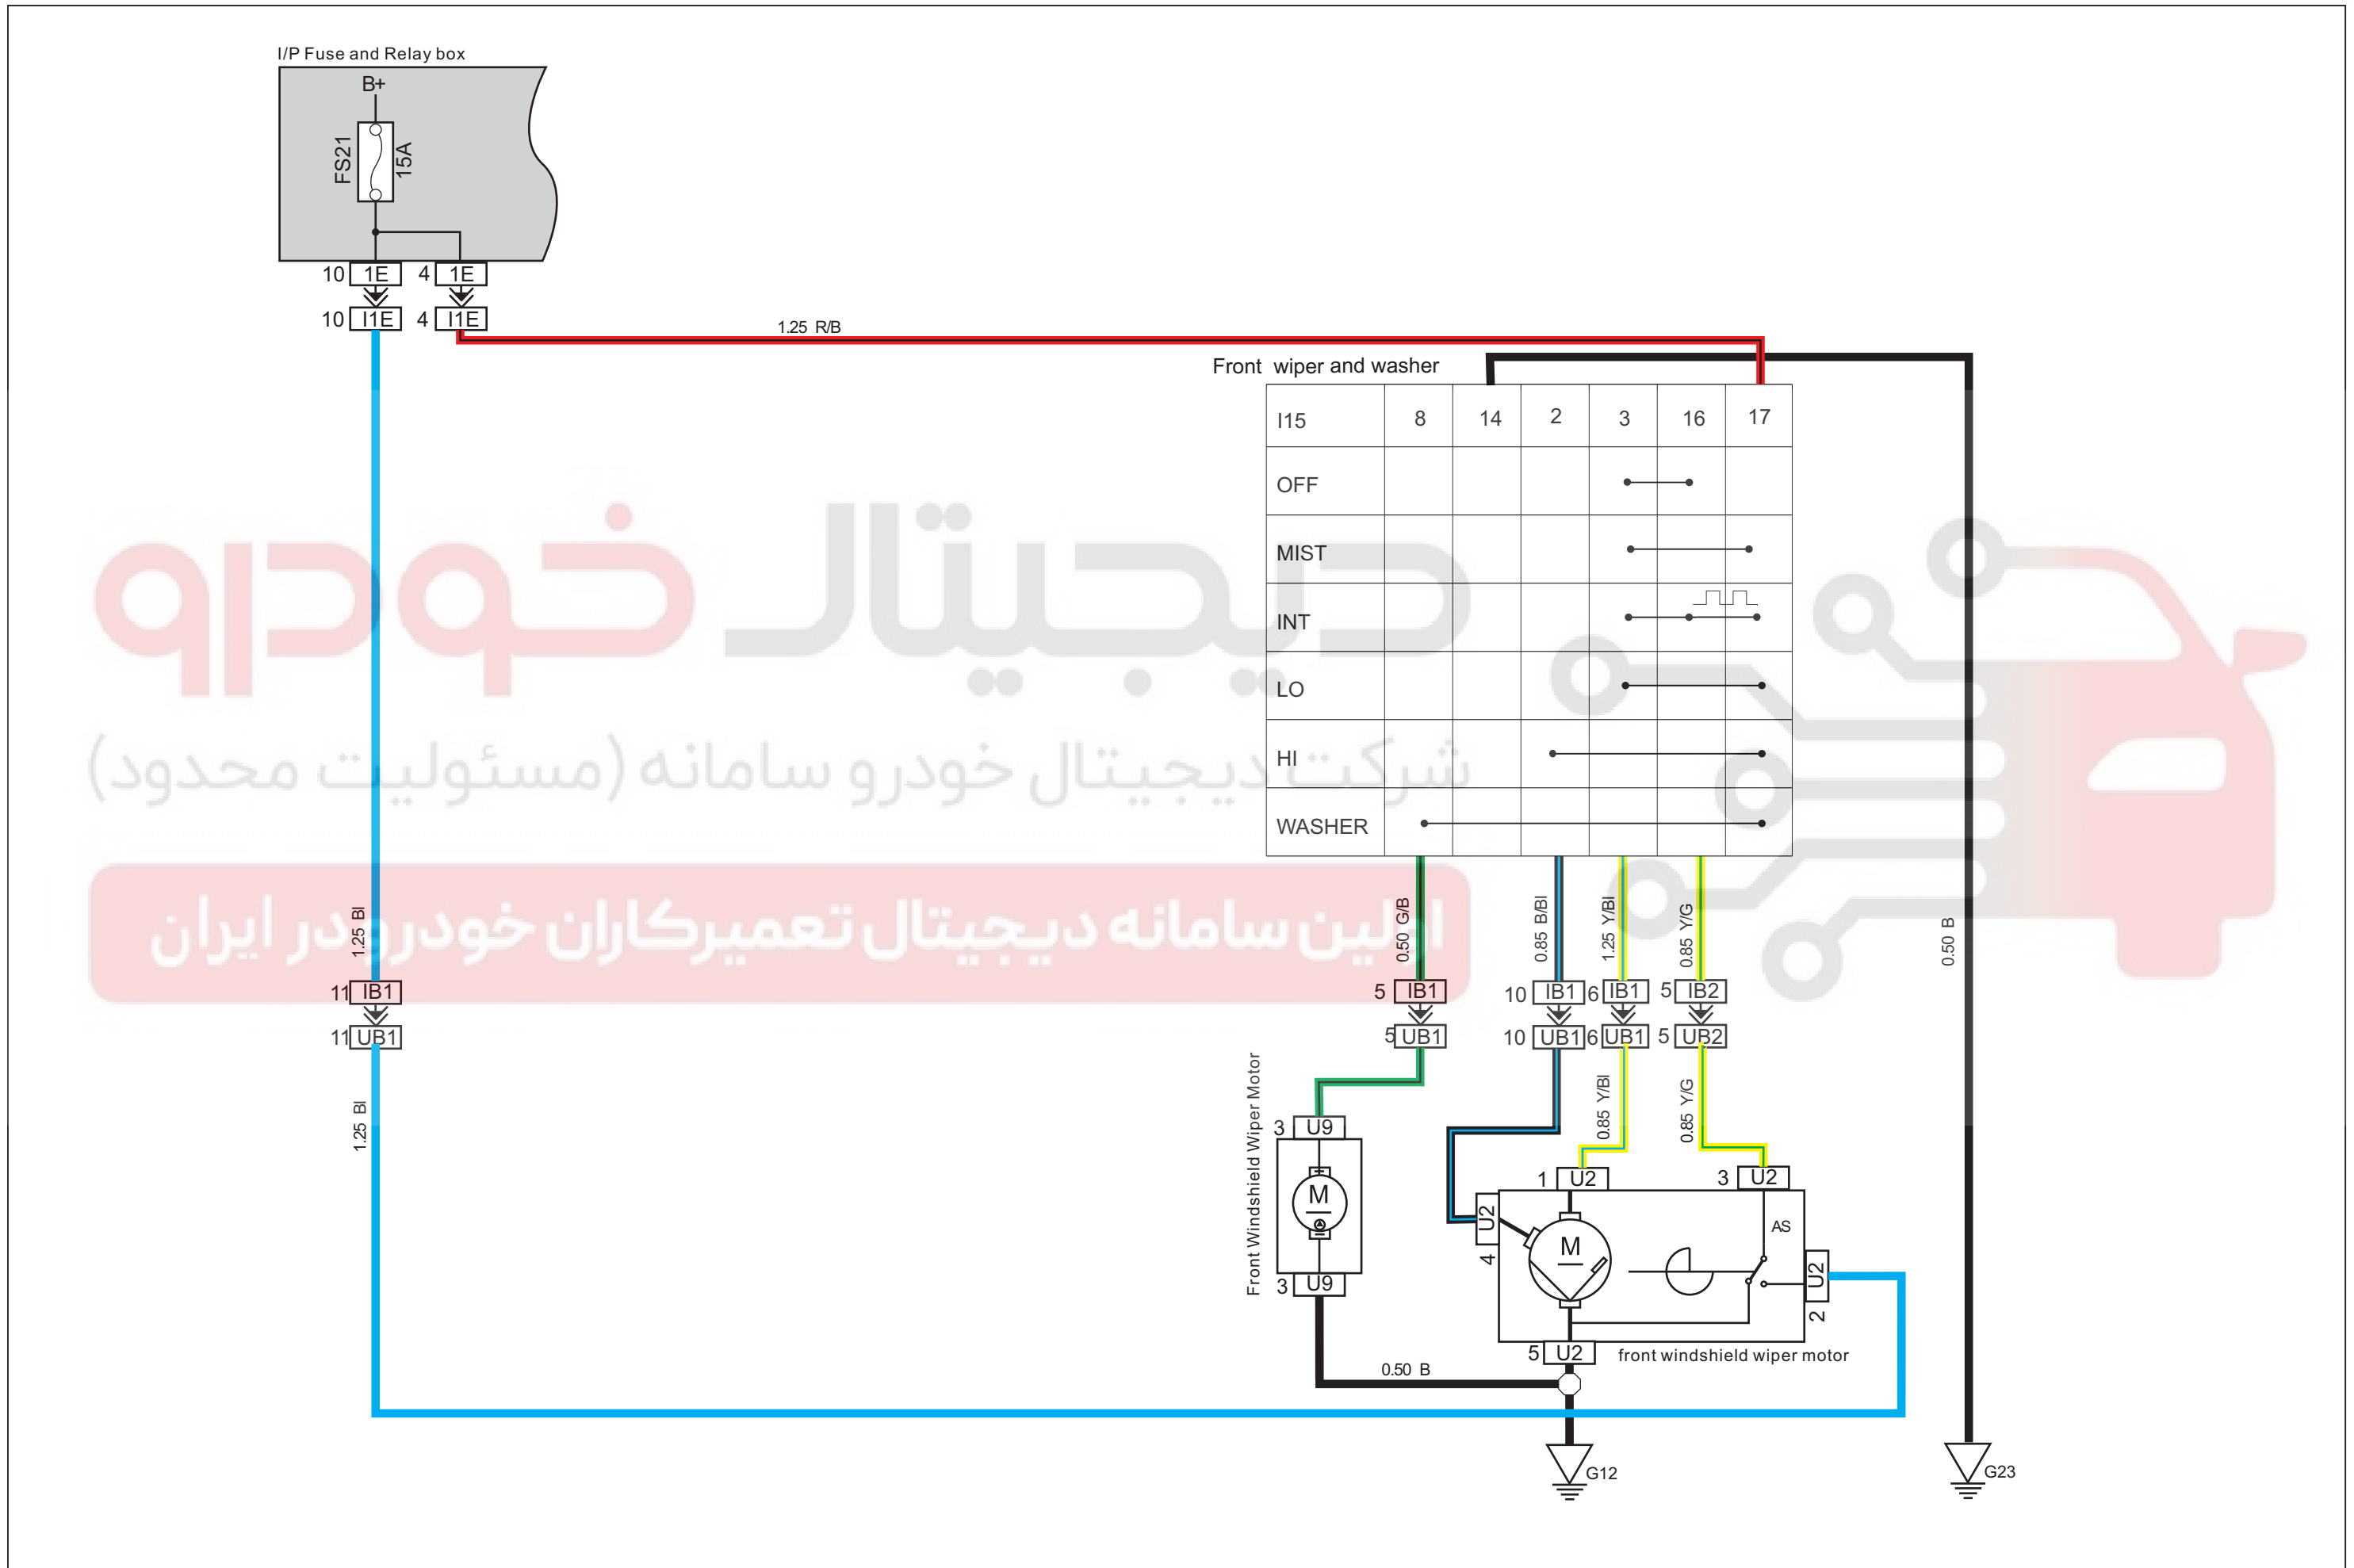 I/P Fuse and Relay box
B+
FS21
15A
10 1E 4 1E
10 I1E 4 I1E
1.25 R/B
Front wiper and washer
I15 8 14 2 3 16 17
OFF
MIST
INT
LO
HI
WASHER
دیجیتال خودرو
شرکت دیجیتال خودرو سامانه (مسئولیت محدود)
اولین سامانه دیجیتال تعمیرکاران خودرو در ایران
1.25 Bl
0.50 G/B
0.85 B/Bl
1.25 Y/Bl
0.85 Y/G
0.50 B
11 IB1 5 IB1 10 IB1 6 IB1 5 IB2
11 UB1 5 UB1 10 UB1 6 UB1 5 UB2
1.25 Bl
0.85 Y/Bl
0.85 Y/G
Front Windshield Wiper Motor
3 U9
M
3 U9
1 U2
3 U2
U2 4
M
AS
U2 2
5 U2
front windshield wiper motor
0.50 B
G12
G23